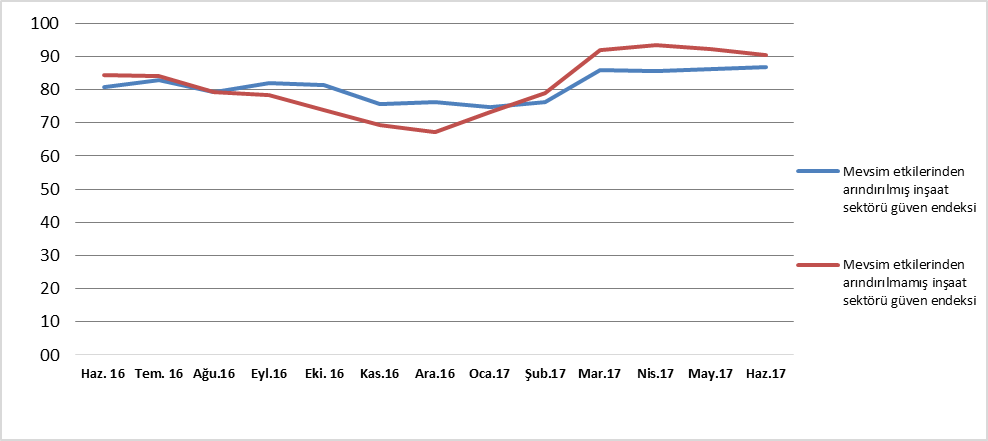 100
90
80
70
60
50
40
30
20
10
00
Haz. 16 Tem. 16 Ağu.16 Eyl.16 Eki. 16 Kas.16 Ara.16 Oca.17 Şub.17 Mar.17 Nis.17 May.17 Haz.17
Mevsim etkilerinden
arındırılmış inşaat
sektörü güven endeksi
Mevsim etkilerinden
arındırılmamış inşaat
sektörü güven endeksi